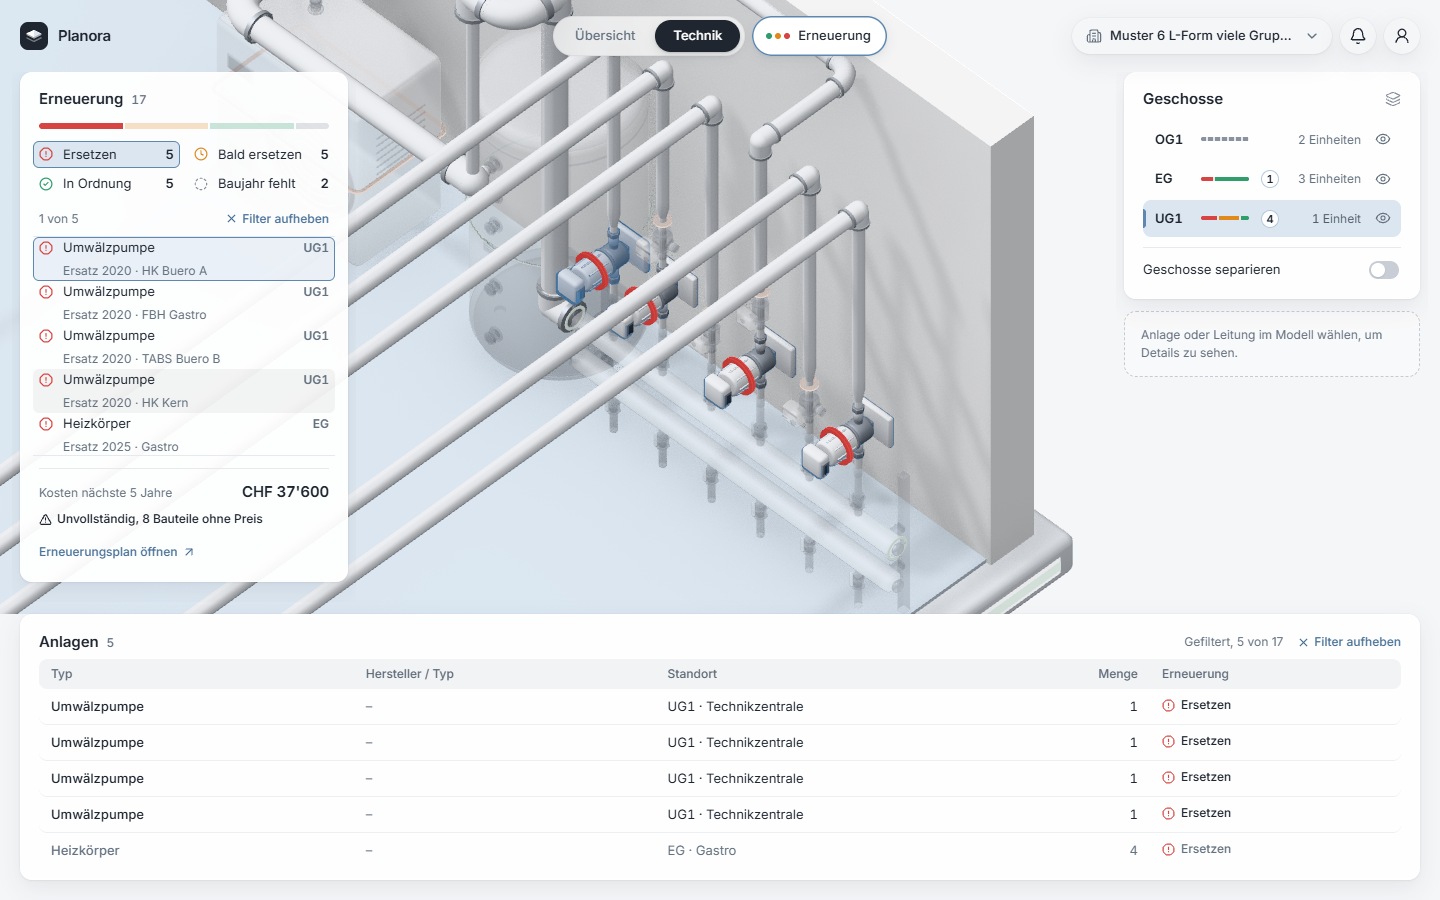 Planora
Übersicht
Technik
Erneuerung
Muster 6 L-Form viele Grup...
Erneuerung 17
Ersetzen 5
Bald ersetzen 5
In Ordnung 5
Baujahr fehlt 2
1 von 5
Filter aufheben
Umwälzpumpe UG1
Ersatz 2020 · HK Buero A
Umwälzpumpe UG1
Ersatz 2020 · FBH Gastro
Umwälzpumpe UG1
Ersatz 2020 · TABS Buero B
Umwälzpumpe UG1
Ersatz 2020 · HK Kern
Heizkörper EG
Ersatz 2025 · Gastro
Kosten nächste 5 Jahre CHF 37'600
Unvollständig, 8 Bauteile ohne Preis
Erneuerungsplan öffnen
Geschosse
OG1 2 Einheiten
EG 1 3 Einheiten
UG1 4 1 Einheit
Geschosse separieren
Anlage oder Leitung im Modell wählen, um
Details zu sehen.
Anlagen 5
Gefiltert, 5 von 17
Filter aufheben
Typ Hersteller / Typ Standort Menge Erneuerung
Umwälzpumpe – UG1 · Technikzentrale 1 Ersetzen
Umwälzpumpe – UG1 · Technikzentrale 1 Ersetzen
Umwälzpumpe – UG1 · Technikzentrale 1 Ersetzen
Umwälzpumpe – UG1 · Technikzentrale 1 Ersetzen
Heizkörper – EG · Gastro 4 Ersetzen